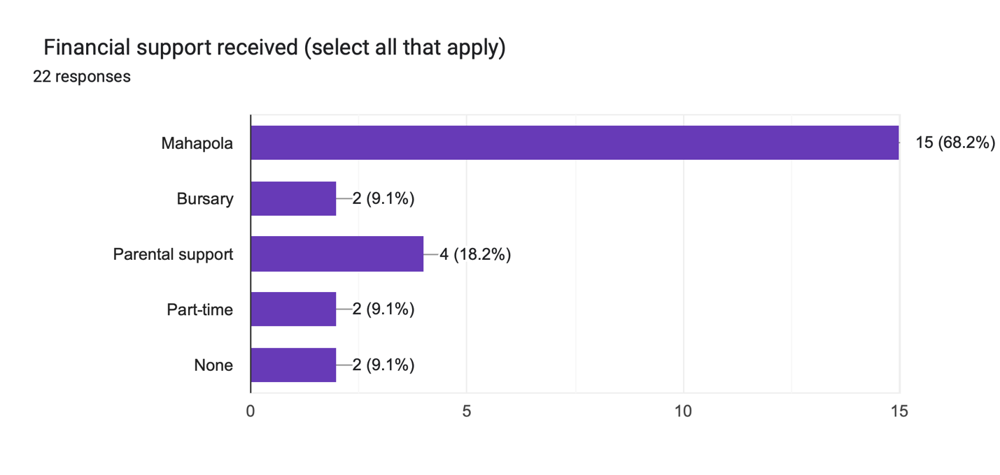 Financial support received (select all that apply)
22 responses
Mahapola 15 (68.2%)
Bursary 2 (9.1%)
Parental support 4 (18.2%)
Part-time 2 (9.1%)
None 2 (9.1%)
0 5 10 15